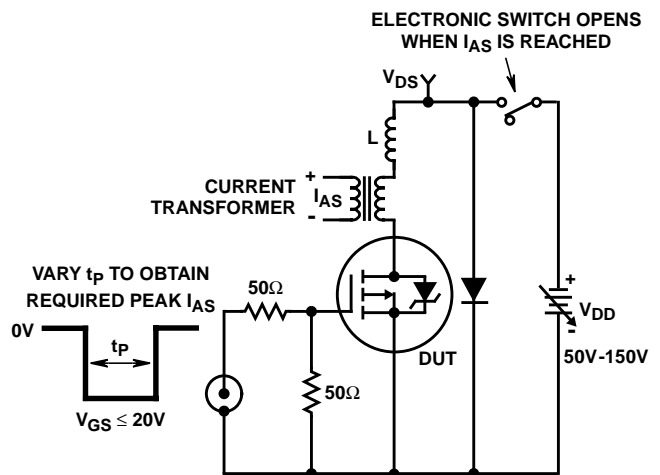 ELECTRONIC SWITCH OPENS
WHEN IAS IS REACHED
VDS
L
+
IAS
-
CURRENT
TRANSFORMER
VARY tP TO OBTAIN
REQUIRED PEAK IAS
0V
tP
VGS ≤ 20V
50Ω
50Ω
DUT
+
VDD
-
50V-150V